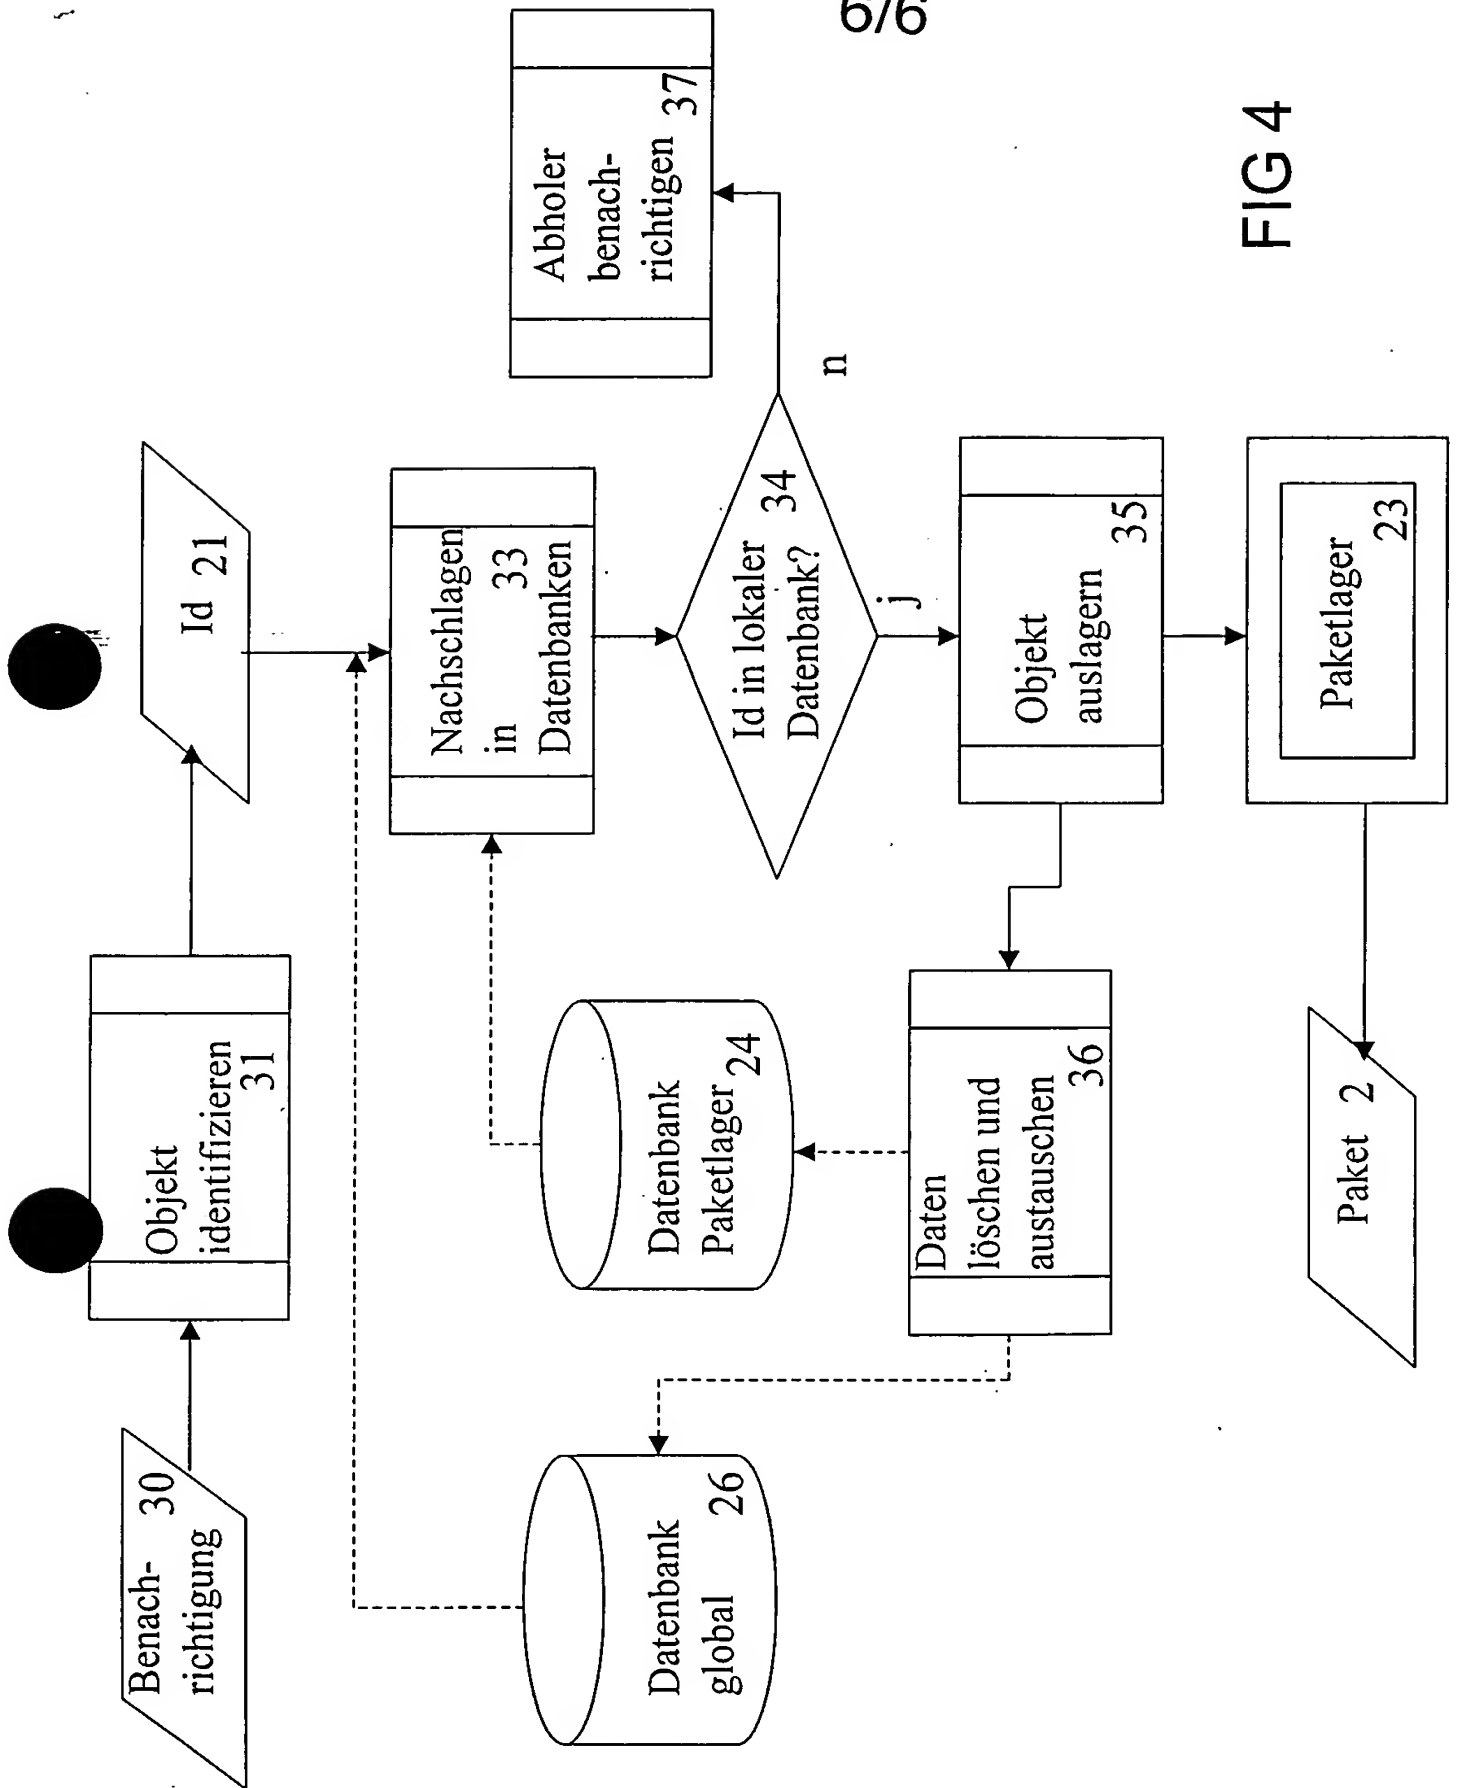 6/6
Benach-
richtigung
30
Objekt
identifizieren
31
Id 21
Nachschlagen
in 33
Datenbanken
Datenbank
global
26
Datenbank
Paketlager
24
Id in lokaler
Datenbank?
34
n
j
Abholer
benach-
richtigen
37
Daten
löschen und
austauschen
36
Objekt
auslagern
35
Paket 2
Paketlager
23
FIG 4